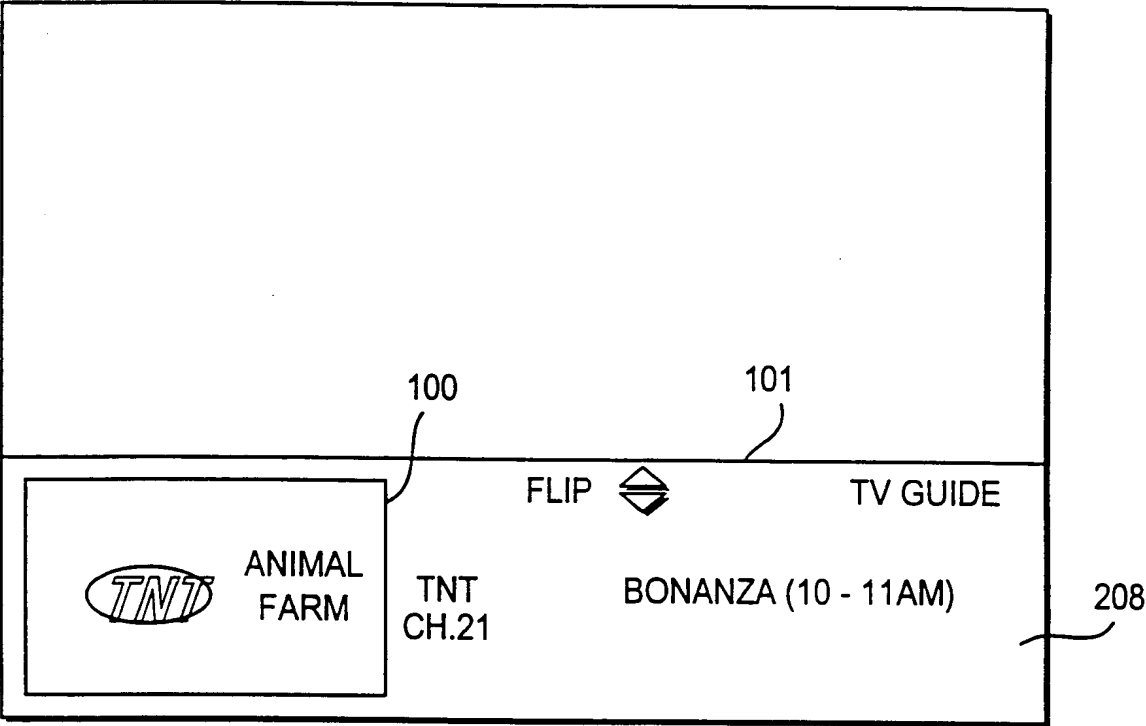 100
101
FLIP
TV GUIDE
TNT
ANIMAL
FARM
TNT
CH.21
BONANZA (10 - 11AM)
208